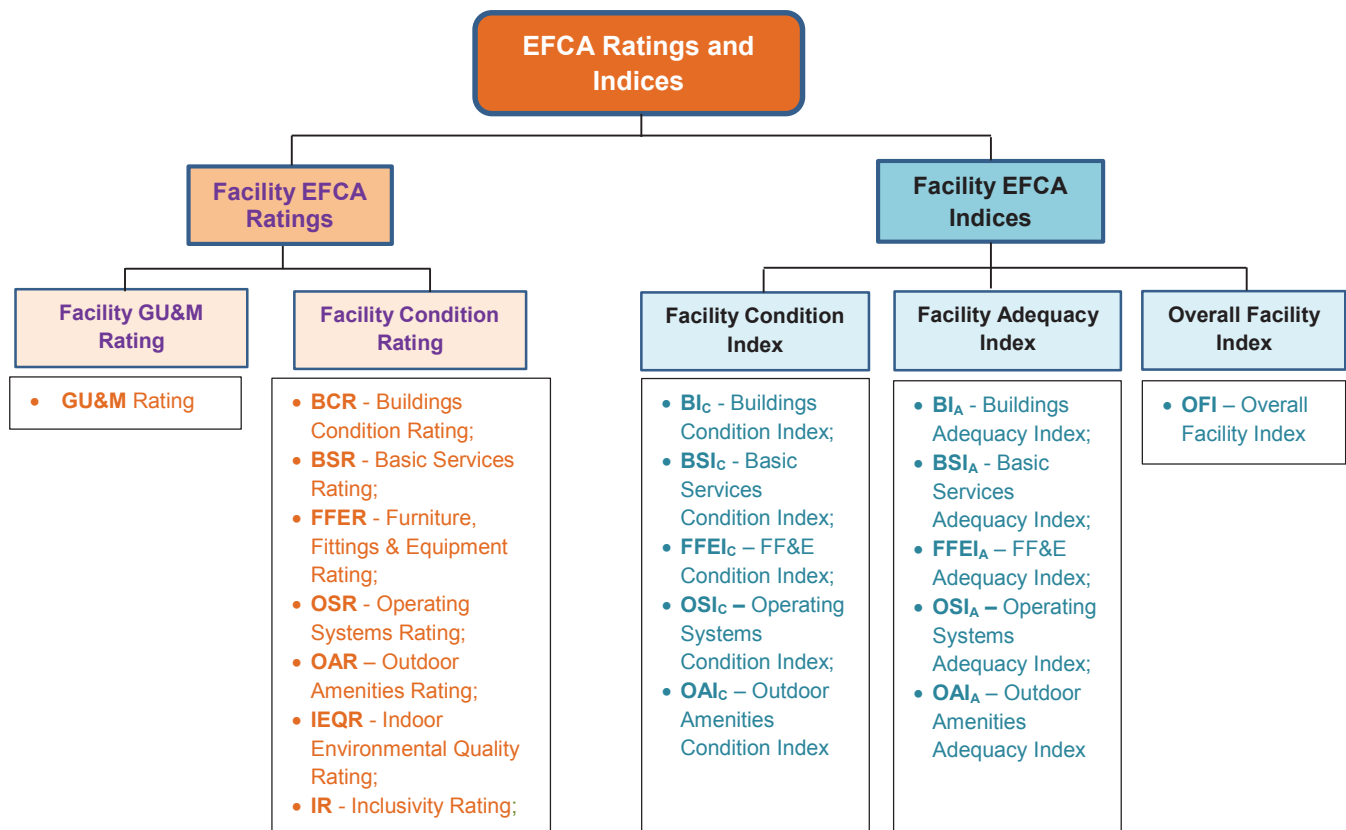 EFCA Ratings and
Indices
Facility EFCA
Ratings
Facility EFCA
Indices
Facility GU&M
Rating
• GU&M Rating
Facility Condition
Rating
• BCR - Buildings
Condition Rating;
• BSR - Basic Services
Rating;
• FFER - Furniture,
Fittings & Equipment
Rating;
• OSR - Operating
Systems Rating;
• OAR – Outdoor
Amenities Rating;
• IEQR - Indoor
Environmental Quality
Rating;
• IR - Inclusivity Rating;
Facility Condition
Index
• BIC - Buildings
Condition Index;
• BSIC - Basic
Services
Condition Index;
• FFEIC – FF&E
Condition Index;
• OSIC – Operating
Systems
Condition Index;
• OAIC – Outdoor
Amenities
Condition Index
Facility Adequacy
Index
• BIA - Buildings
Adequacy Index;
• BSIA - Basic
Services
Adequacy Index;
• FFEIA – FF&E
Adequacy Index;
• OSIA – Operating
Systems
Adequacy Index;
• OAIA – Outdoor
Amenities
Adequacy Index
Overall Facility
Index
• OFI – Overall
Facility Index